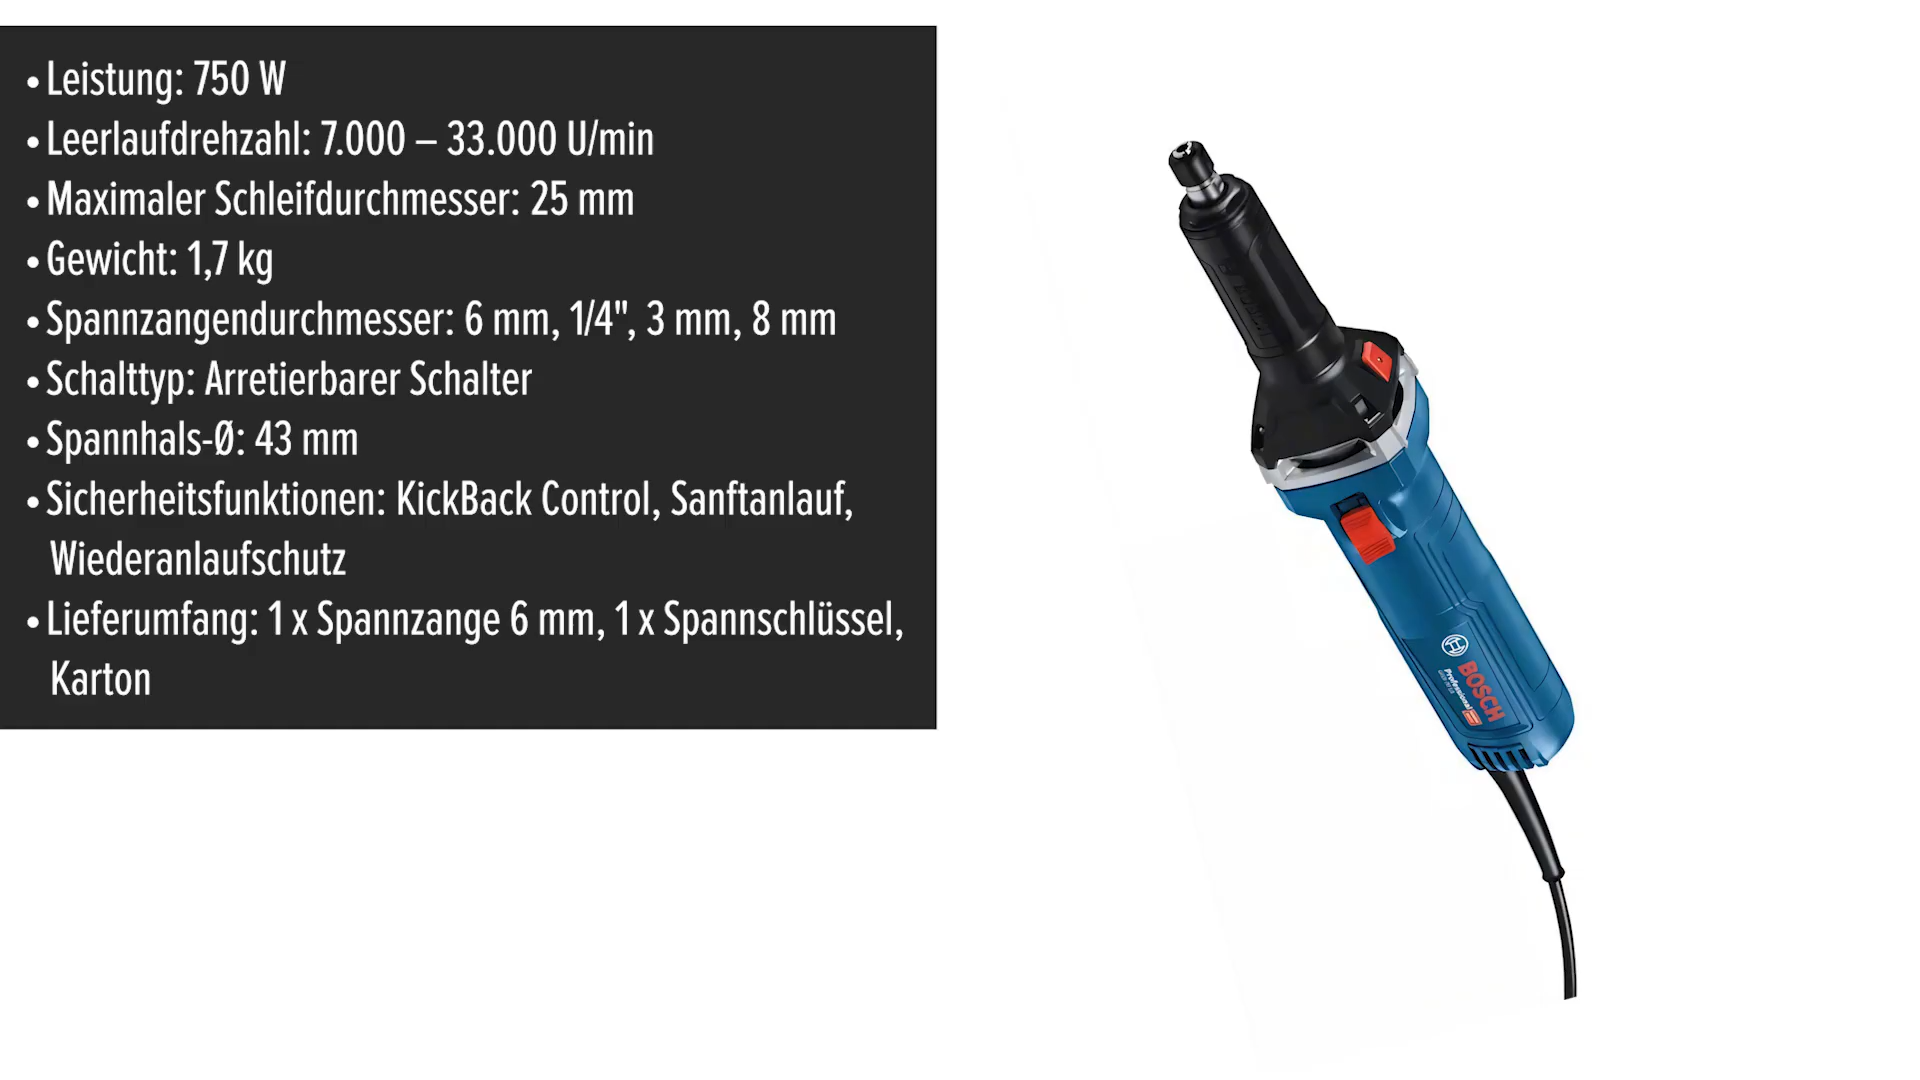 • Leistung: 750 W
• Leerlaufdrehzahl: 7.000 – 33.000 U/min
• Maximaler Schleifdurchmesser: 25 mm
• Gewicht: 1,7 kg
• Spannzangendurchmesser: 6 mm, 1/4", 3 mm, 8 mm
• Schalttyp: Arretierbarer Schalter
• Spannhals-Ø: 43 mm
• Sicherheitsfunktionen: KickBack Control, Sanftanlauf,
Wiederanlaufschutz
• Lieferumfang: 1 x Spannzange 6 mm, 1 x Spannschlüssel,
Karton
BOSCH
Professional